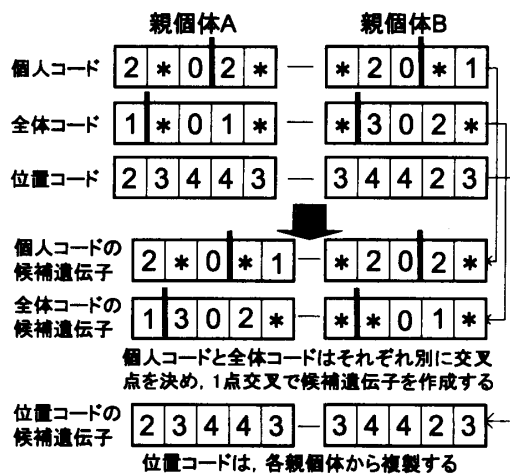 親個体A 親個体B
個人コード 2 * 0 2 * — * 2 0 * 1
全体コード 1 * 0 1 * — * 3 0 2 *
位置コード 2 3 4 4 3 — 3 4 4 2 3
個人コードの
候補遺伝子 2 * 0 * 1 — * 2 0 2 *
全体コードの
候補遺伝子 1 3 0 2 * — * * 0 1 *
個人コードと全体コードはそれぞれ別に交叉
点を決め，1点交叉で候補遺伝子を作成する
位置コードの
候補遺伝子 2 3 4 4 3 — 3 4 4 2 3
位置コードは，各親個体から複製する